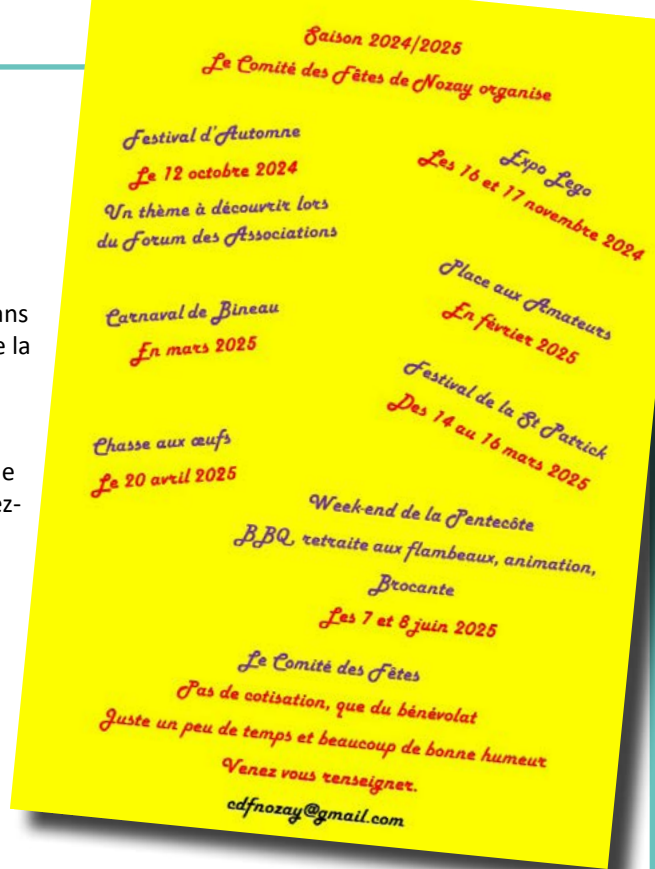 Saison 2024/2025
Le Comité des Fêtes de Nozay organise
Festival d'Automne
Le 12 octobre 2024
Un thème à découvrir lors
du Forum des Associations
Expo Lego
Les 16 et 17 novembre 2024
Place aux Amateurs
En février 2025
Carnaval de Bineau
En mars 2025
Festival de la St Patrick
Des 14 au 16 mars 2025
Chasse aux œufs
Le 20 avril 2025
Week-end de la Pentecôte
BBQ, retraite aux flambeaux, animation,
Brocante
Les 7 et 8 juin 2025
Le Comité des Fêtes
Pas de cotisation, que du bénévolat
Juste un peu de temps et beaucoup de bonne humeur
Venez vous renseigner.
cdfnozay@gmail.com
la